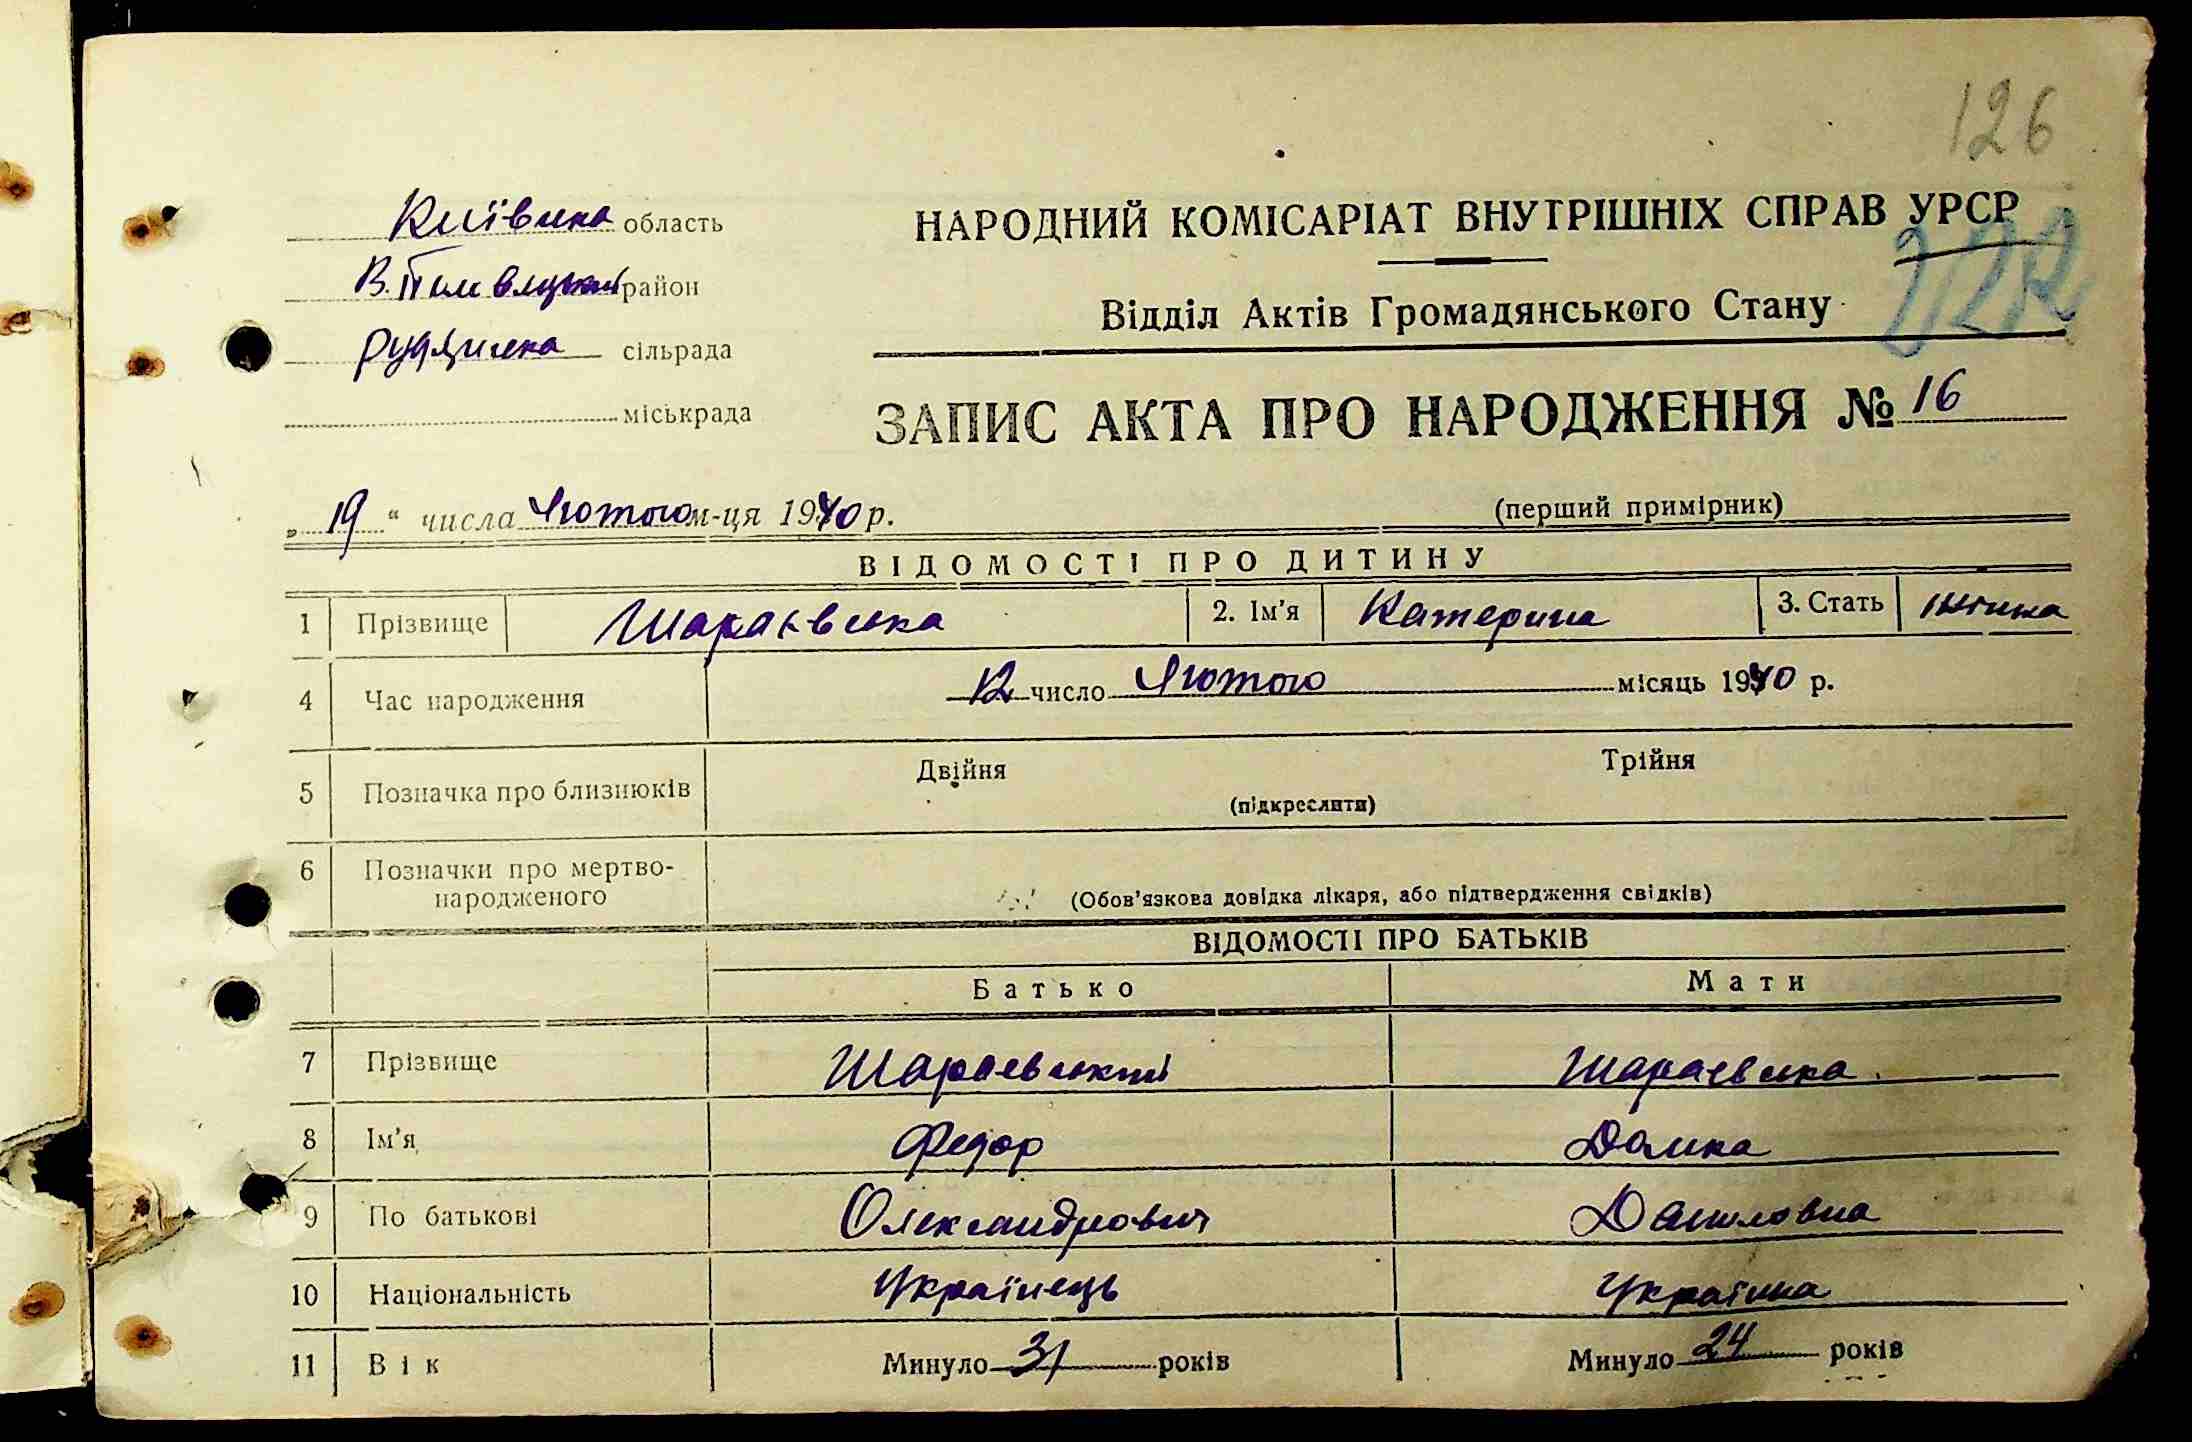 126
Київська область
НАРОДНИЙ КОМІСАРІАТ ВНУТРІШНІХ СПРАВ УРСР
222
В. Половецький район
Відділ Актів Громадянського Стану
сільрада
міськрада
ЗАПИС АКТА ПРО НАРОДЖЕННЯ № 16
„19“ числа Лютого м-ця 1940 р.
(перший примірник)
ВІДОМОСТІ ПРО ДИТИНУ
1 Прізвище Шараєвська 2. Ім'я Катерина 3. Стать жіноча
4 Час народження 12 число Лютого місяць 1940 р.
5 Позначка про близнюків Двійня Трійня
(підкреслити)
6 Позначки про мертво-
народженого (Обов'язкова довідка лікаря, або підтвердження свідків)
ВІДОМОСТІ ПРО БАТЬКІВ
Батько Мати
7 Прізвище Шараєвський Шараєвська
8 Ім'я Федор Домка
9 По батькові Олександрович Даниловна
10 Національність Українець Українка
11 Вік Минуло 31 років Минуло 24 років